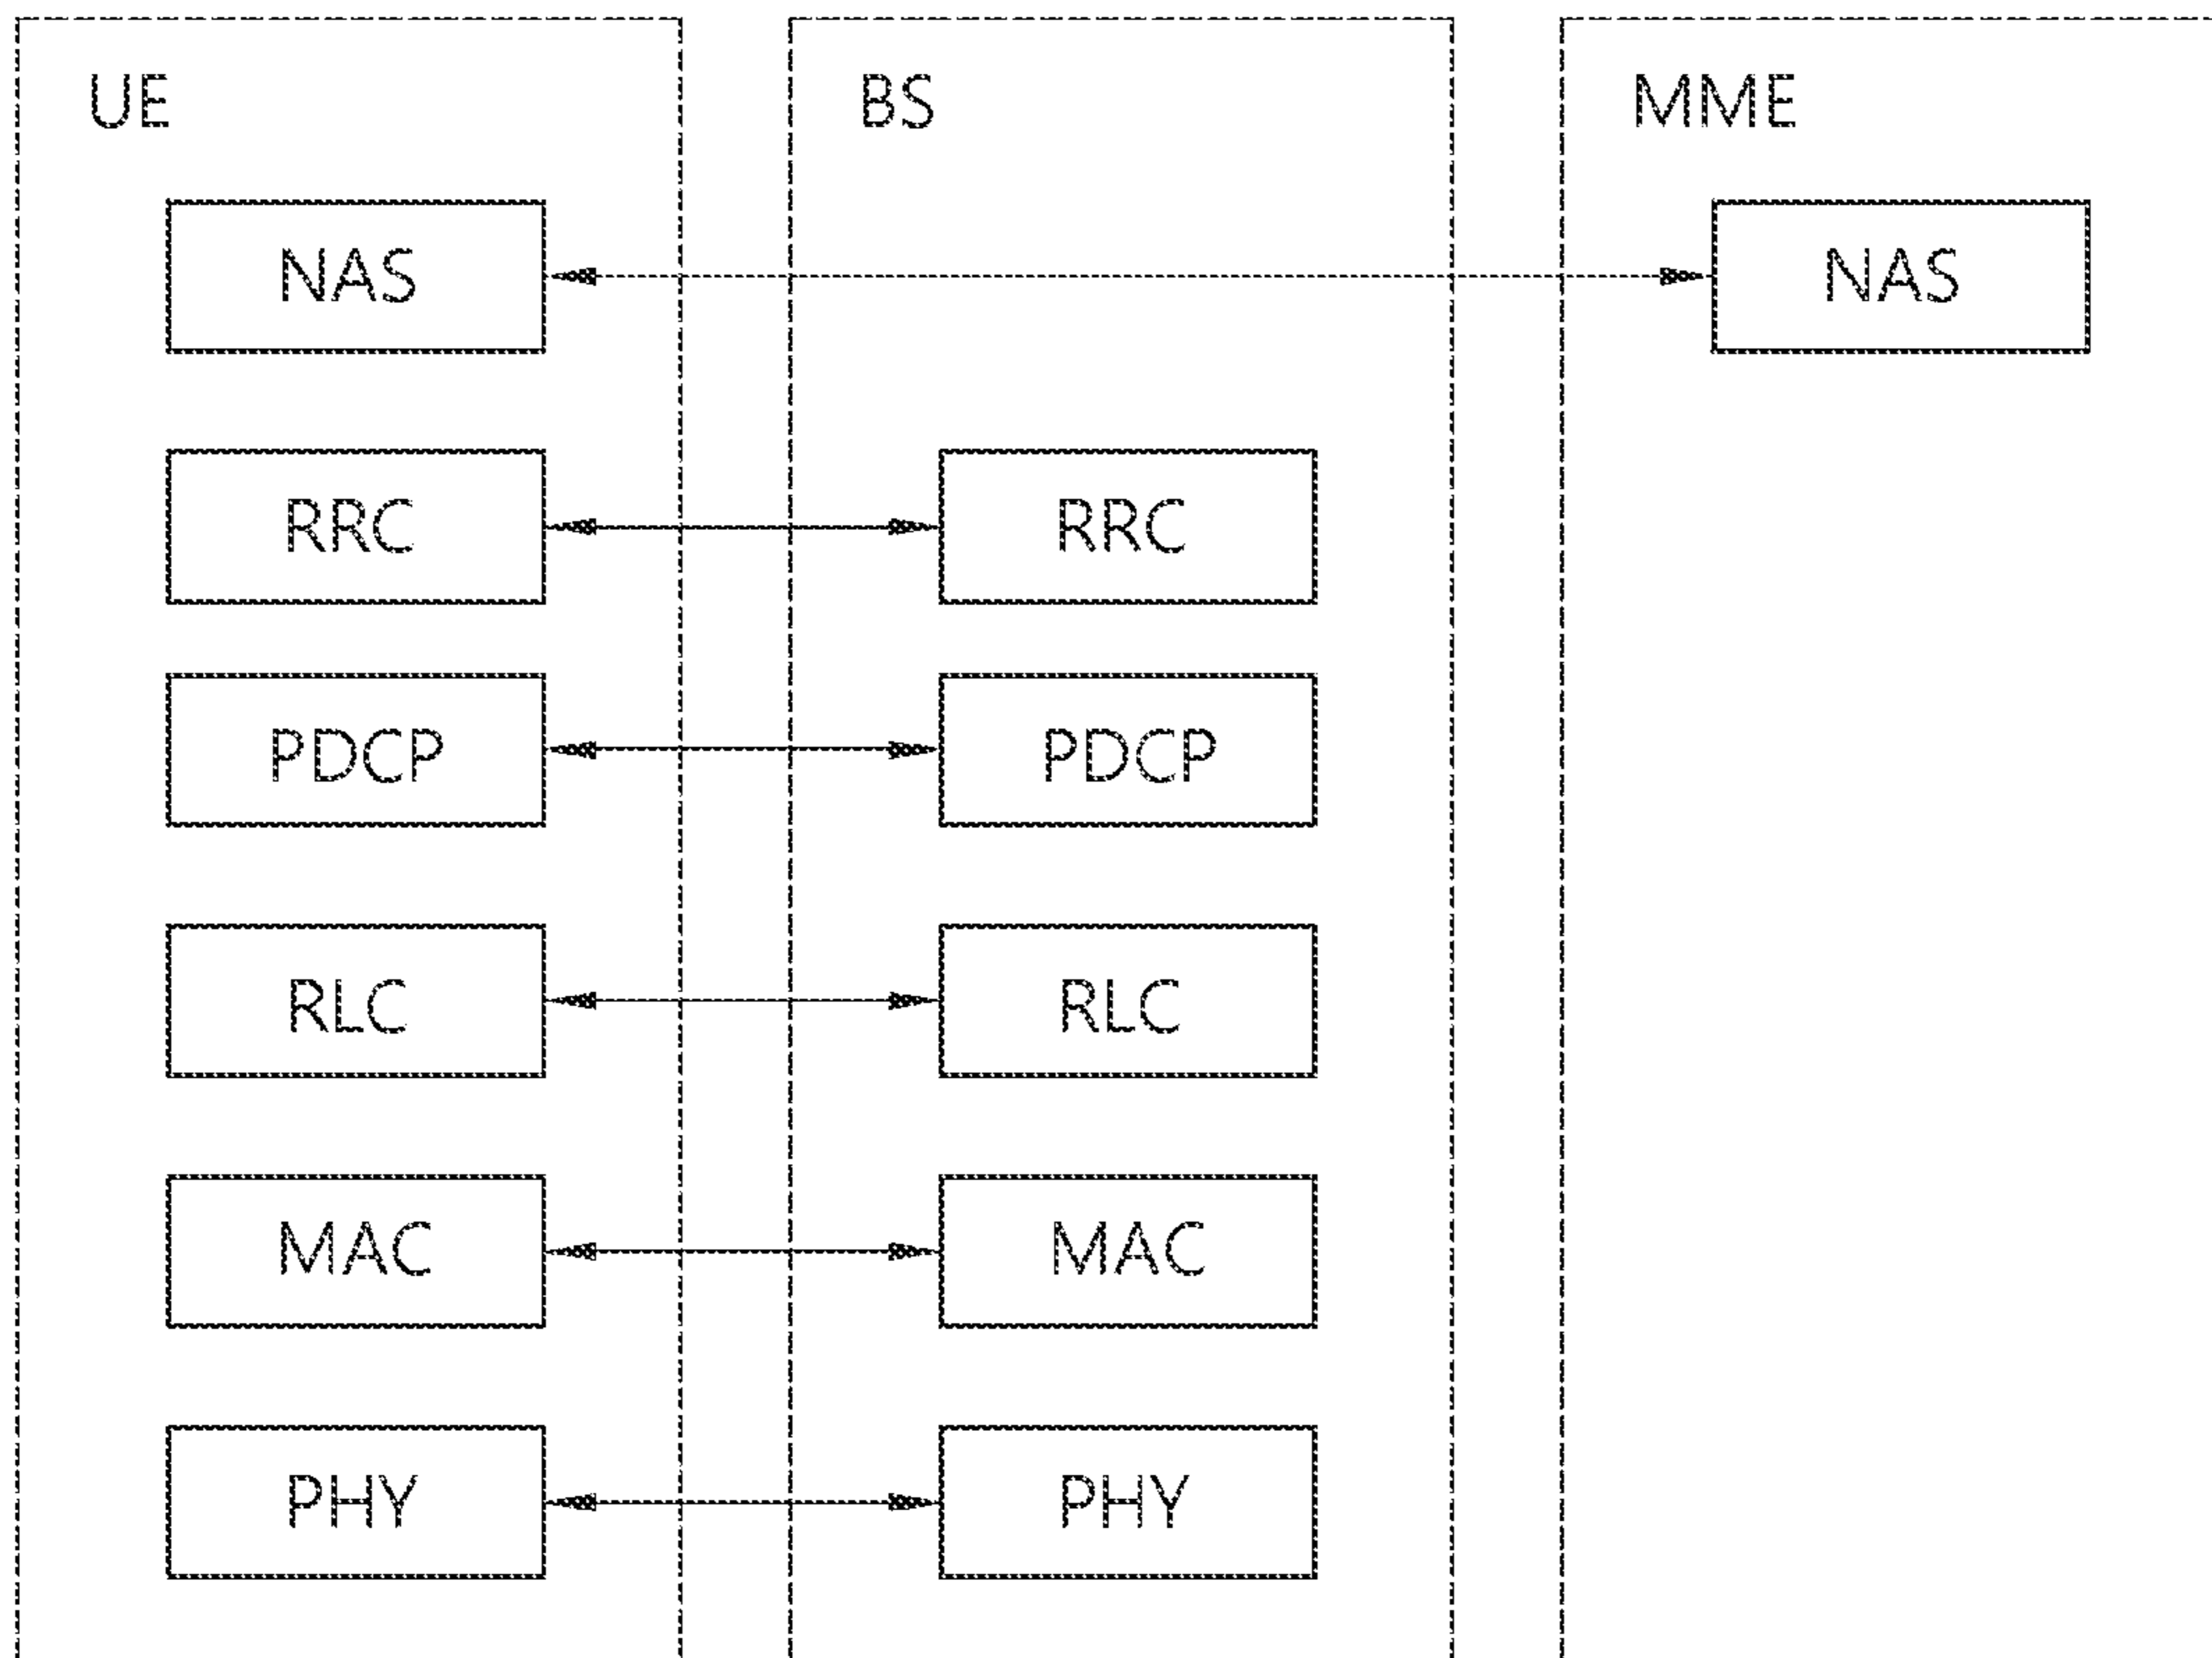 UE BS MME
NAS NAS
RRC RRC
PDCP PDCP
RLC RLC
MAC MAC
PHY PHY